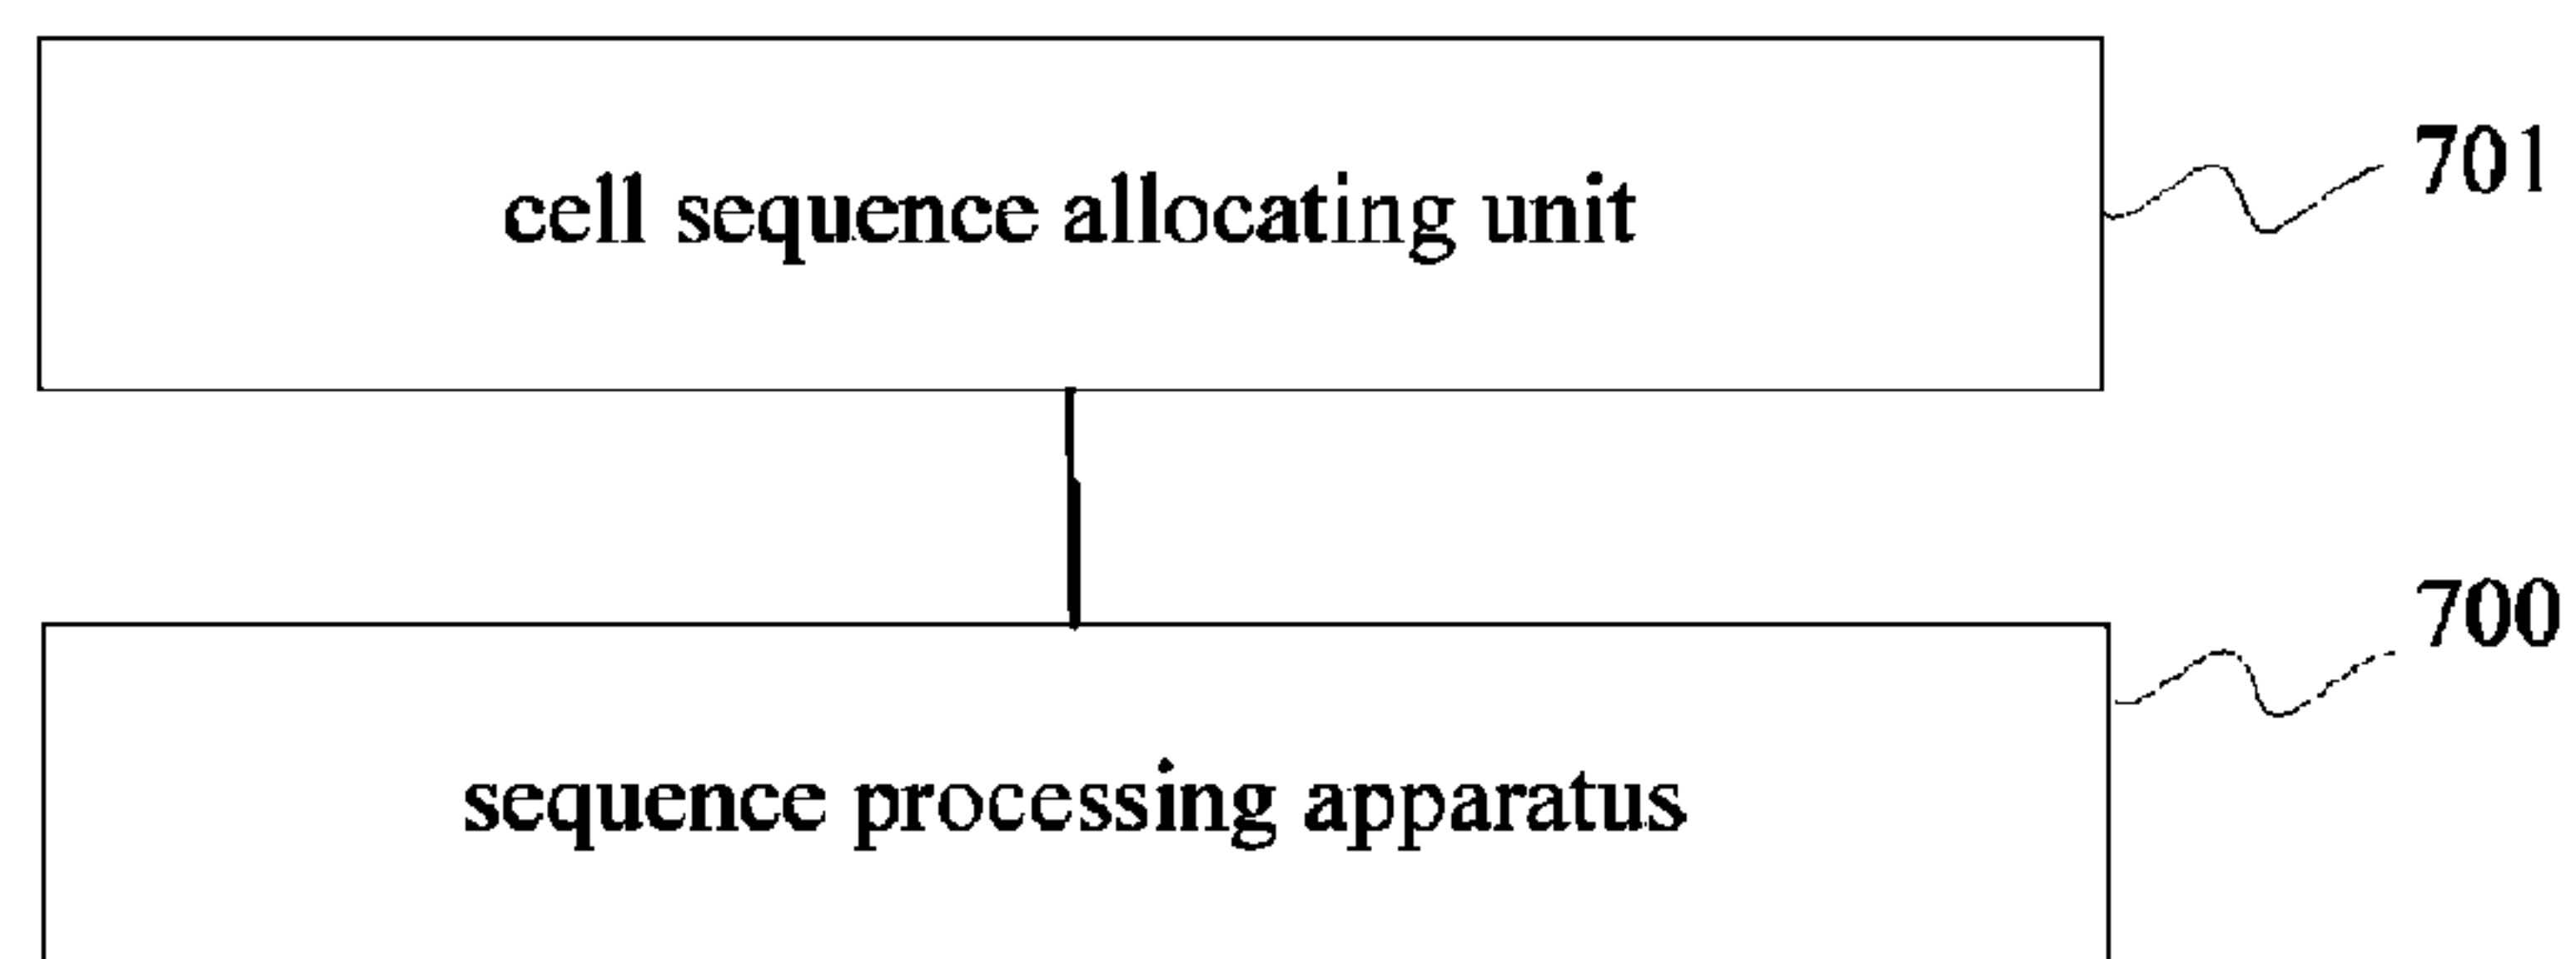 cell sequence allocating unit
701
700
sequence processing apparatus